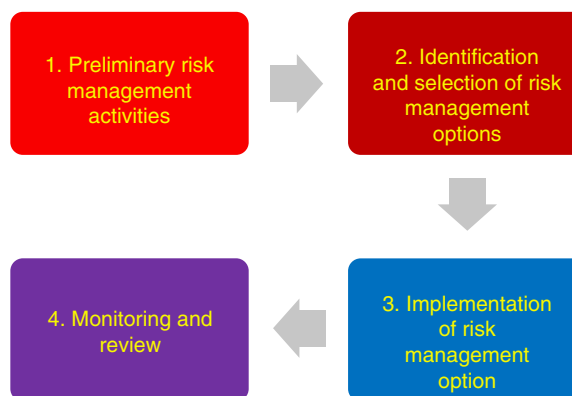 1. Preliminary risk
management
activities
2. Identification
and selection of risk
management
options
3. Implementation
of risk
management
option
4. Monitoring and
review